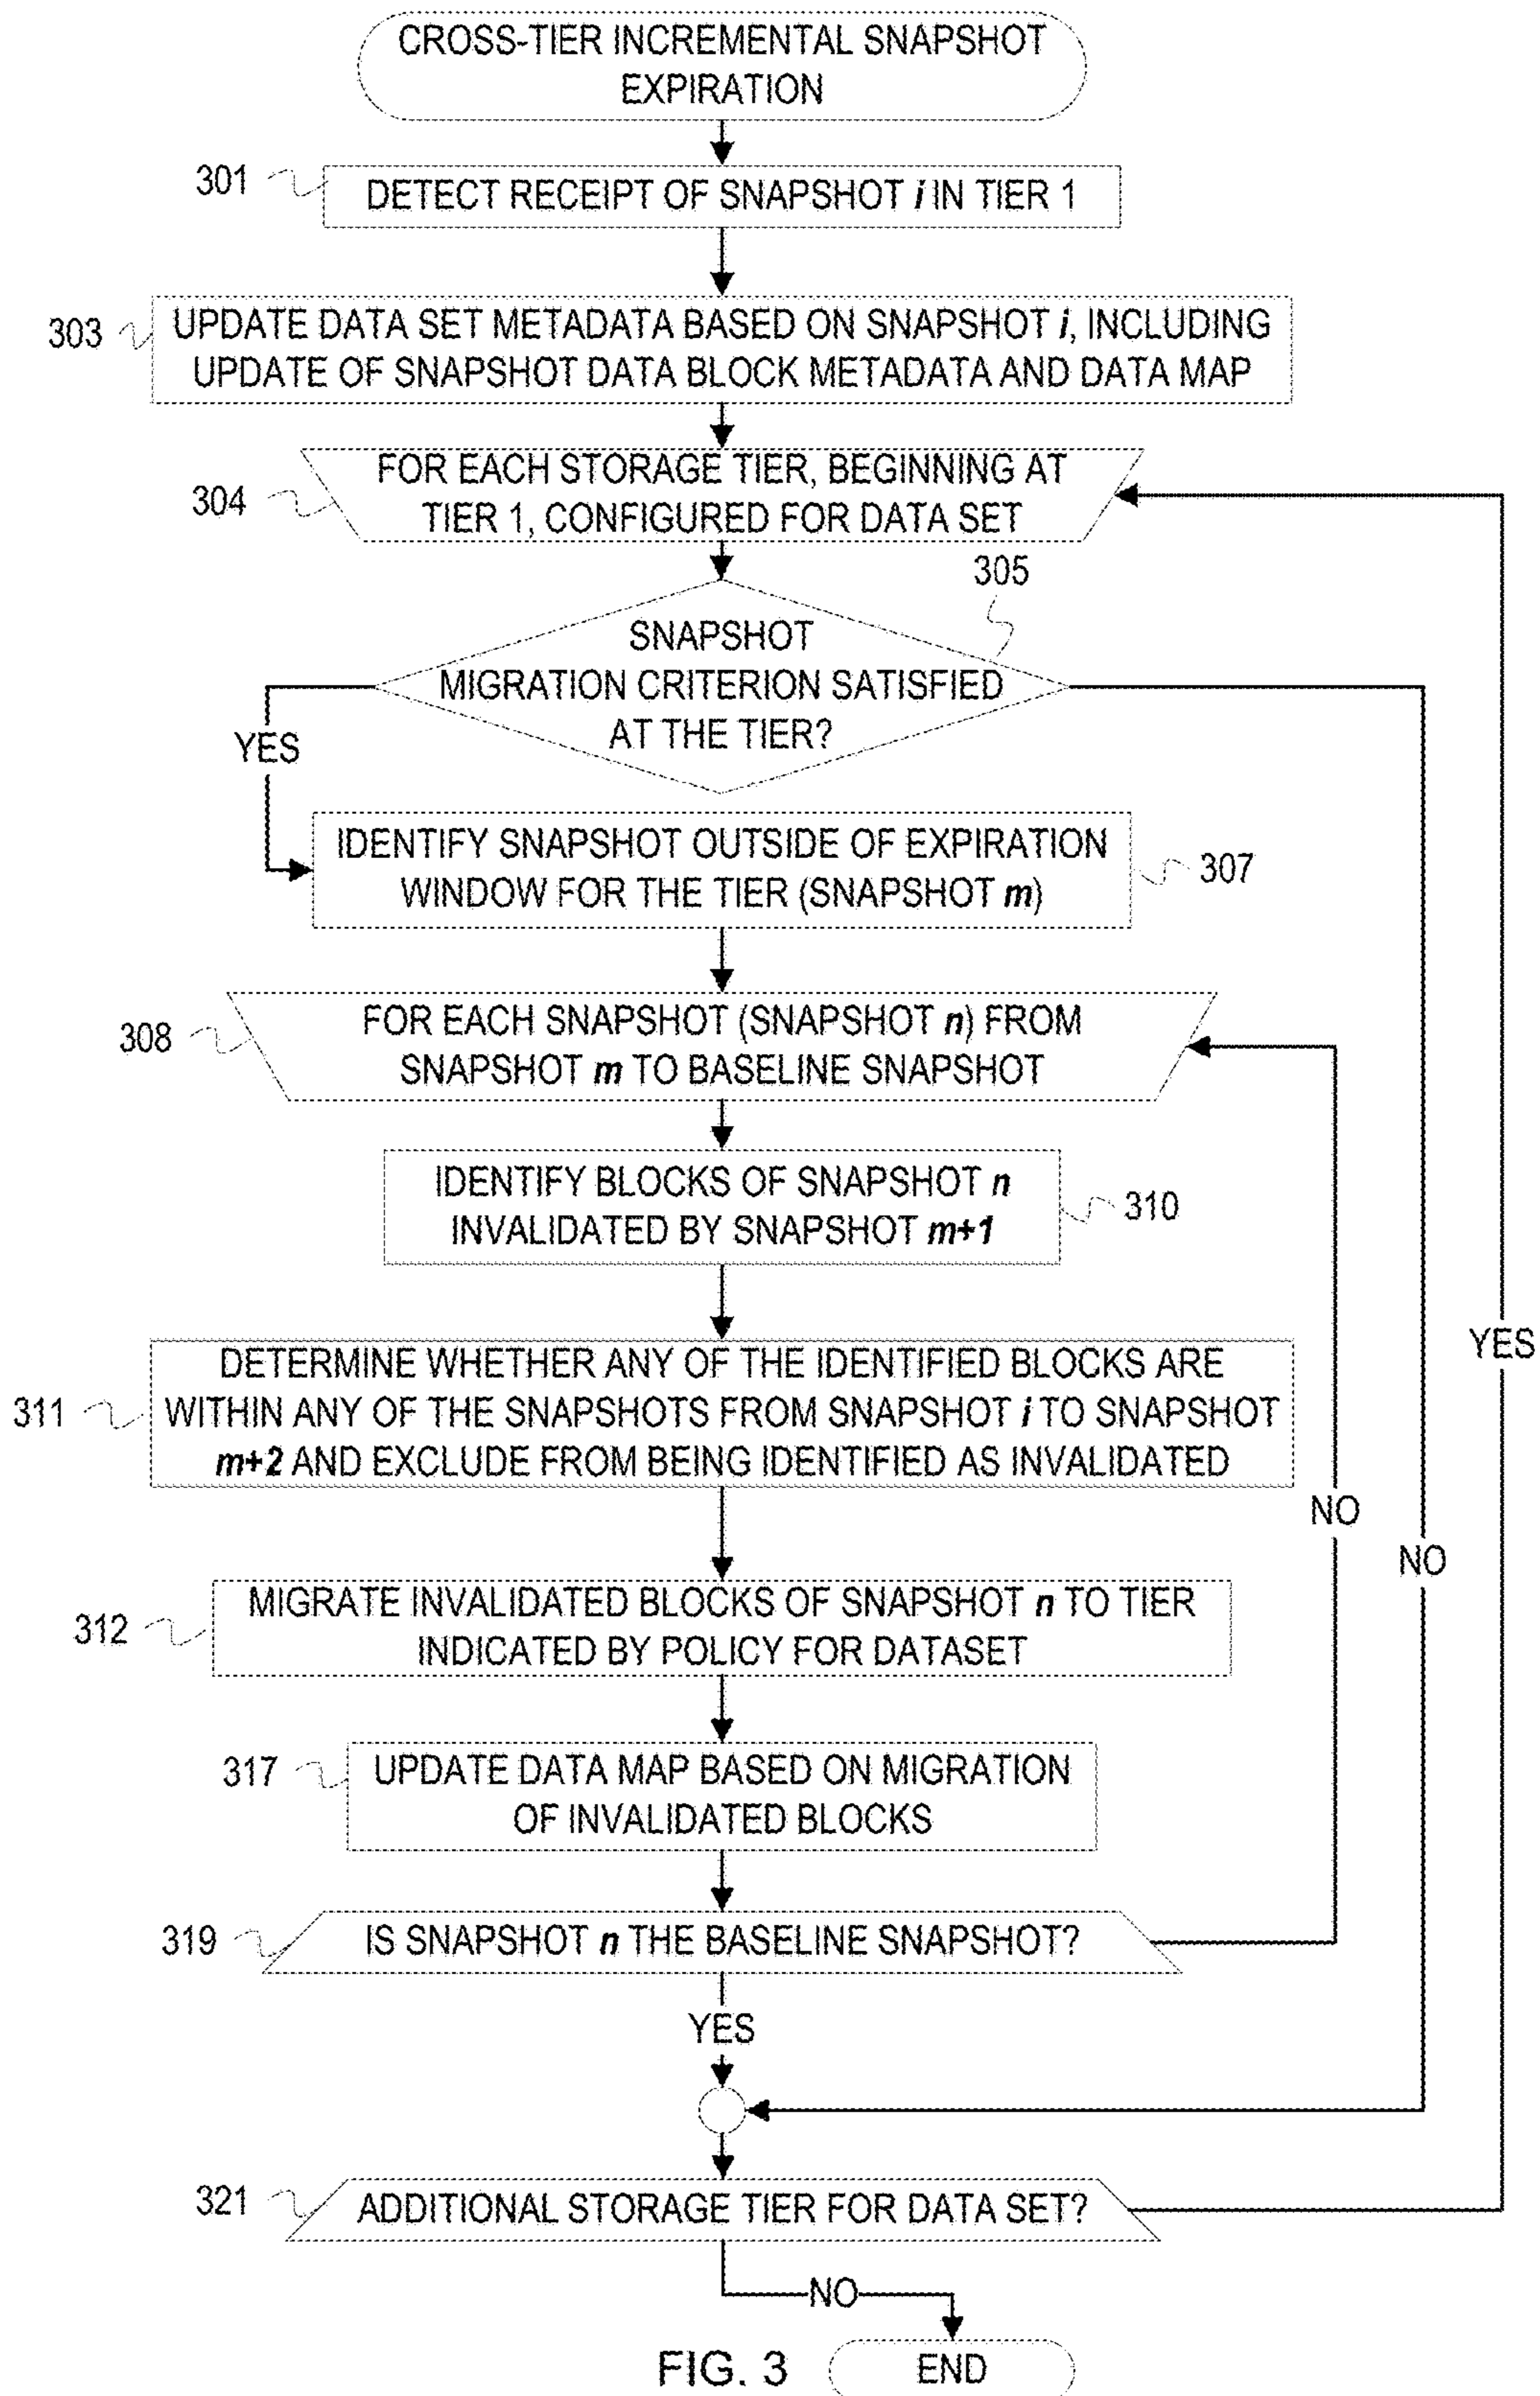 CROSS-TIER INCREMENTAL SNAPSHOT
EXPIRATION
301
DETECT RECEIPT OF SNAPSHOT i IN TIER 1
303
UPDATE DATA SET METADATA BASED ON SNAPSHOT i, INCLUDING
UPDATE OF SNAPSHOT DATA BLOCK METADATA AND DATA MAP
304
FOR EACH STORAGE TIER, BEGINNING AT
TIER 1, CONFIGURED FOR DATA SET
305
SNAPSHOT
MIGRATION CRITERION SATISFIED
AT THE TIER?
YES
IDENTIFY SNAPSHOT OUTSIDE OF EXPIRATION
WINDOW FOR THE TIER (SNAPSHOT m)
307
308
FOR EACH SNAPSHOT (SNAPSHOT n) FROM
SNAPSHOT m TO BASELINE SNAPSHOT
IDENTIFY BLOCKS OF SNAPSHOT n
INVALIDATED BY SNAPSHOT m+1
310
YES
311
DETERMINE WHETHER ANY OF THE IDENTIFIED BLOCKS ARE
WITHIN ANY OF THE SNAPSHOTS FROM SNAPSHOT i TO SNAPSHOT
m+2 AND EXCLUDE FROM BEING IDENTIFIED AS INVALIDATED
NO
NO
312
MIGRATE INVALIDATED BLOCKS OF SNAPSHOT n TO TIER
INDICATED BY POLICY FOR DATASET
317
UPDATE DATA MAP BASED ON MIGRATION
OF INVALIDATED BLOCKS
319
IS SNAPSHOT n THE BASELINE SNAPSHOT?
YES
321
ADDITIONAL STORAGE TIER FOR DATA SET?
NO
FIG. 3
END